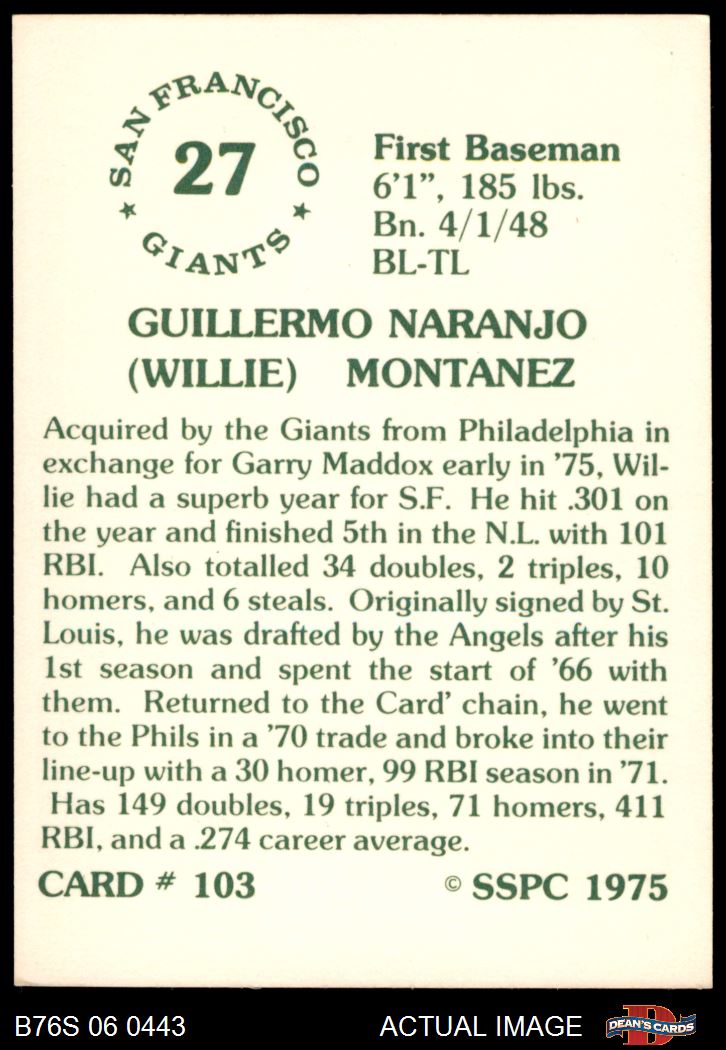 SAN FRANCISCO
27
GIANTS
First Baseman
6'1", 185 lbs.
Bn. 4/1/48
BL-TL
GUILLERMO NARANJO
(WILLIE) MONTANEZ
Acquired by the Giants from Philadelphia in
exchange for Garry Maddox early in '75, Wil-
lie had a superb year for S.F. He hit .301 on
the year and finished 5th in the N.L. with 101
RBI. Also totalled 34 doubles, 2 triples, 10
homers, and 6 steals. Originally signed by St.
Louis, he was drafted by the Angels after his
1st season and spent the start of '66 with
them. Returned to the Card' chain, he went
to the Phils in a '70 trade and broke into their
line-up with a 30 homer, 99 RBI season in '71.
Has 149 doubles, 19 triples, 71 homers, 411
RBI, and a .274 career average.
CARD # 103 © SSPC 1975
B76S 06 0443 ACTUAL IMAGE D DEAN'S CARDS